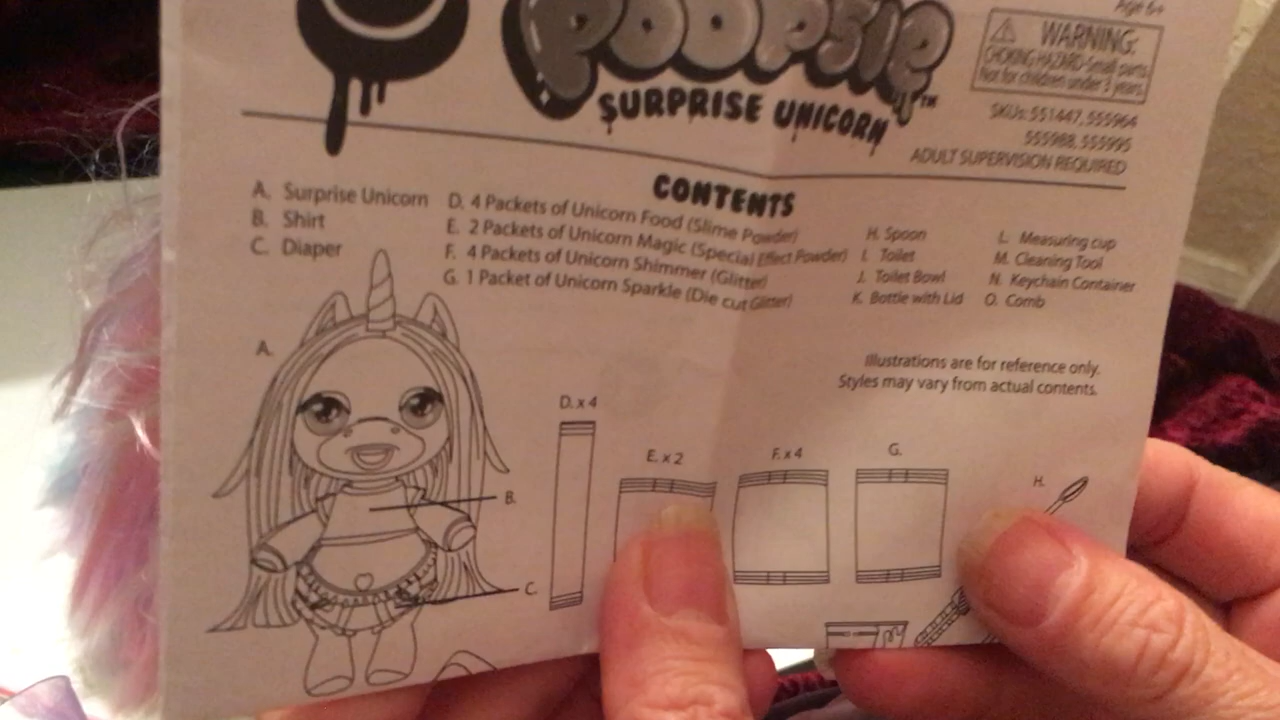 Age 6+
POOPSIE™
SURPRISE UNICORN
WARNING:
CHOKING HAZARD-Small parts.
Not for children under 3 years.
SKUs: 551447, 555964
555988, 555995
ADULT SUPERVISION REQUIRED
CONTENTS
A. Surprise Unicorn
B. Shirt
C. Diaper
D. 4 Packets of Unicorn Food (Slime Powder)
E. 2 Packets of Unicorn Magic (Special Effect Powder)
F. 4 Packets of Unicorn Shimmer (Glitter)
G. 1 Packet of Unicorn Sparkle (Die cut Glitter)
H. Spoon
I. Toilet
J. Toilet Bowl
K. Bottle with Lid
L. Measuring cup
M. Cleaning Tool
N. Keychain Container
O. Comb
Illustrations are for reference only.
Styles may vary from actual contents.
A.
B.
C.
D. x 4
E. x 2
F. x 4
G.
H.